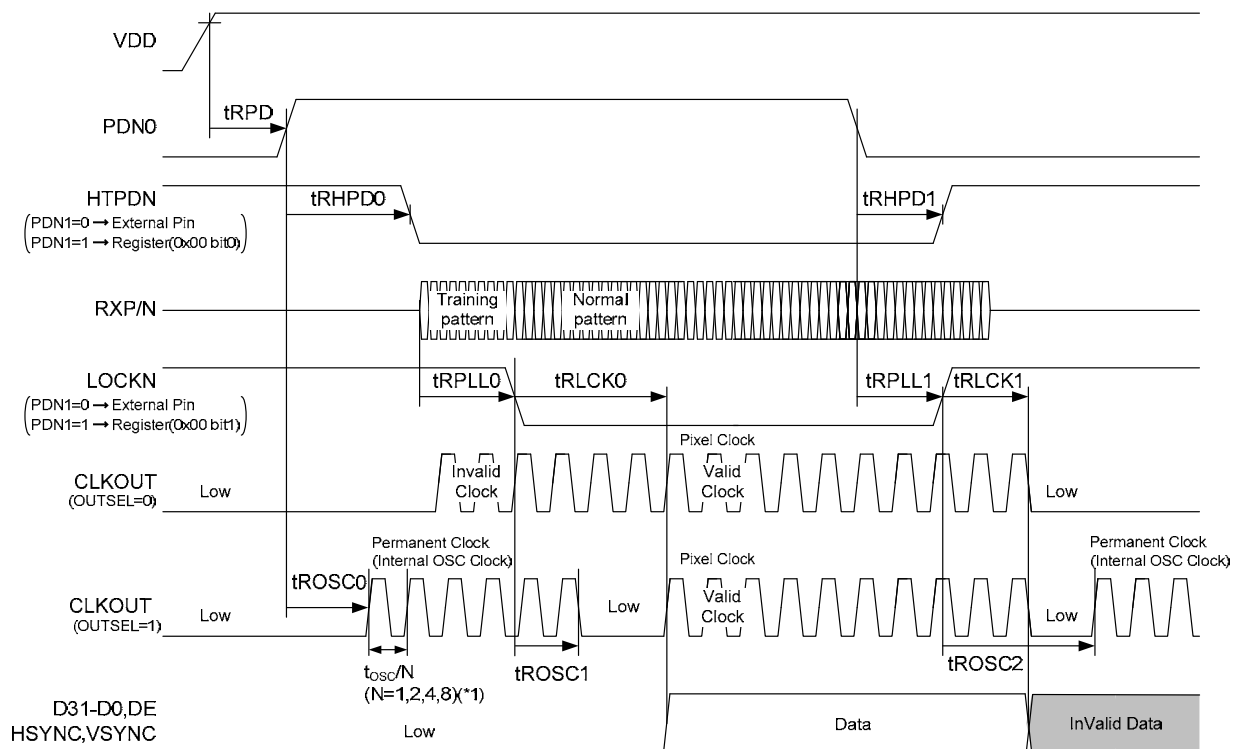 VDD
tRPD
PDN0
HTPDN
(PDN1=0 → External Pin
PDN1=1 → Register(0x00 bit0))
tRHPD0
tRHPD1
RXP/N
Training
pattern
Normal
pattern
LOCKN
(PDN1=0 → External Pin
PDN1=1 → Register(0x00 bit1))
tRPLL0
tRLCK0
tRPLL1
tRLCK1
CLKOUT
(OUTSEL=0)
Low
Invalid
Clock
Pixel Clock
Valid
Clock
Low
CLKOUT
(OUTSEL=1)
Low
tROSC0
Permanent Clock
(Internal OSC Clock)
Low
Pixel Clock
Valid
Clock
Low
Permanent Clock
(Internal OSC Clock)
tOSC/N
(N=1,2,4,8)(*1)
tROSC1
tROSC2
D31-D0,DE
HSYNC,VSYNC
Low
Data
InValid Data